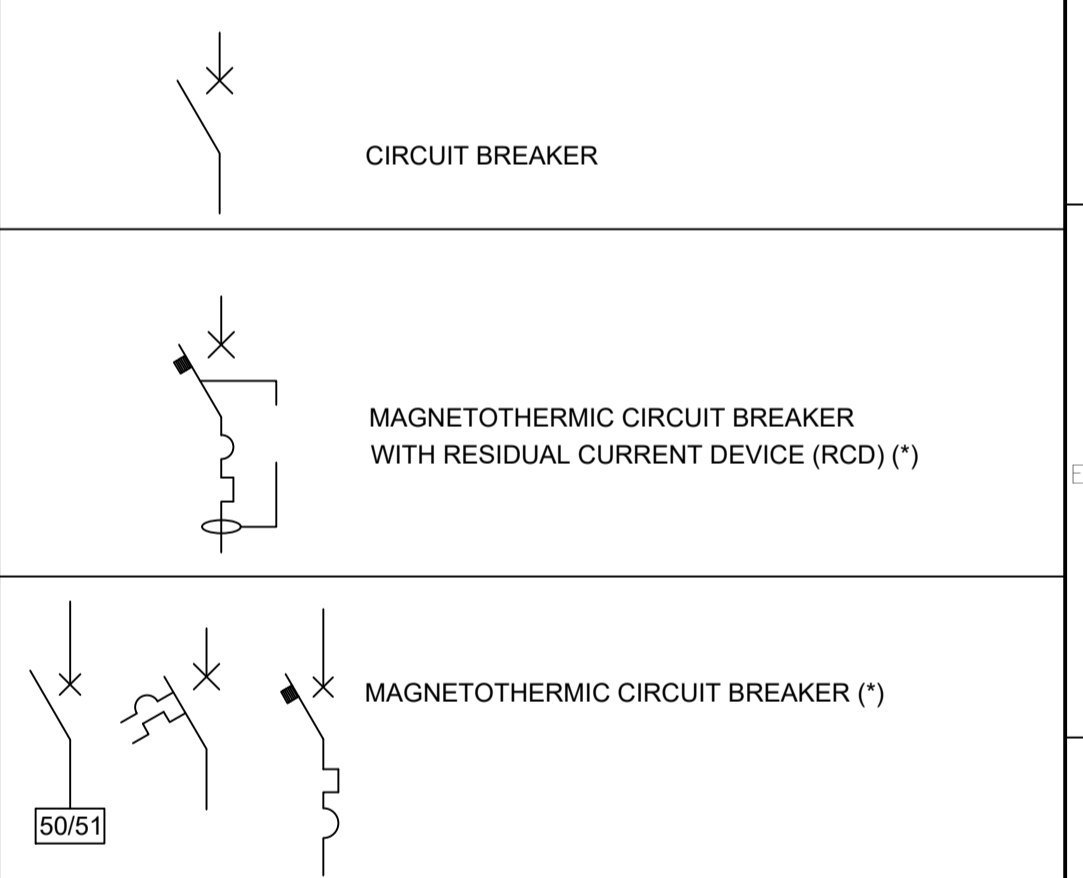 CIRCUIT BREAKER
MAGNETOTHERMIC CIRCUIT BREAKER
WITH RESIDUAL CURRENT DEVICE (RCD) (*)
E
MAGNETOTHERMIC CIRCUIT BREAKER (*)
50/51